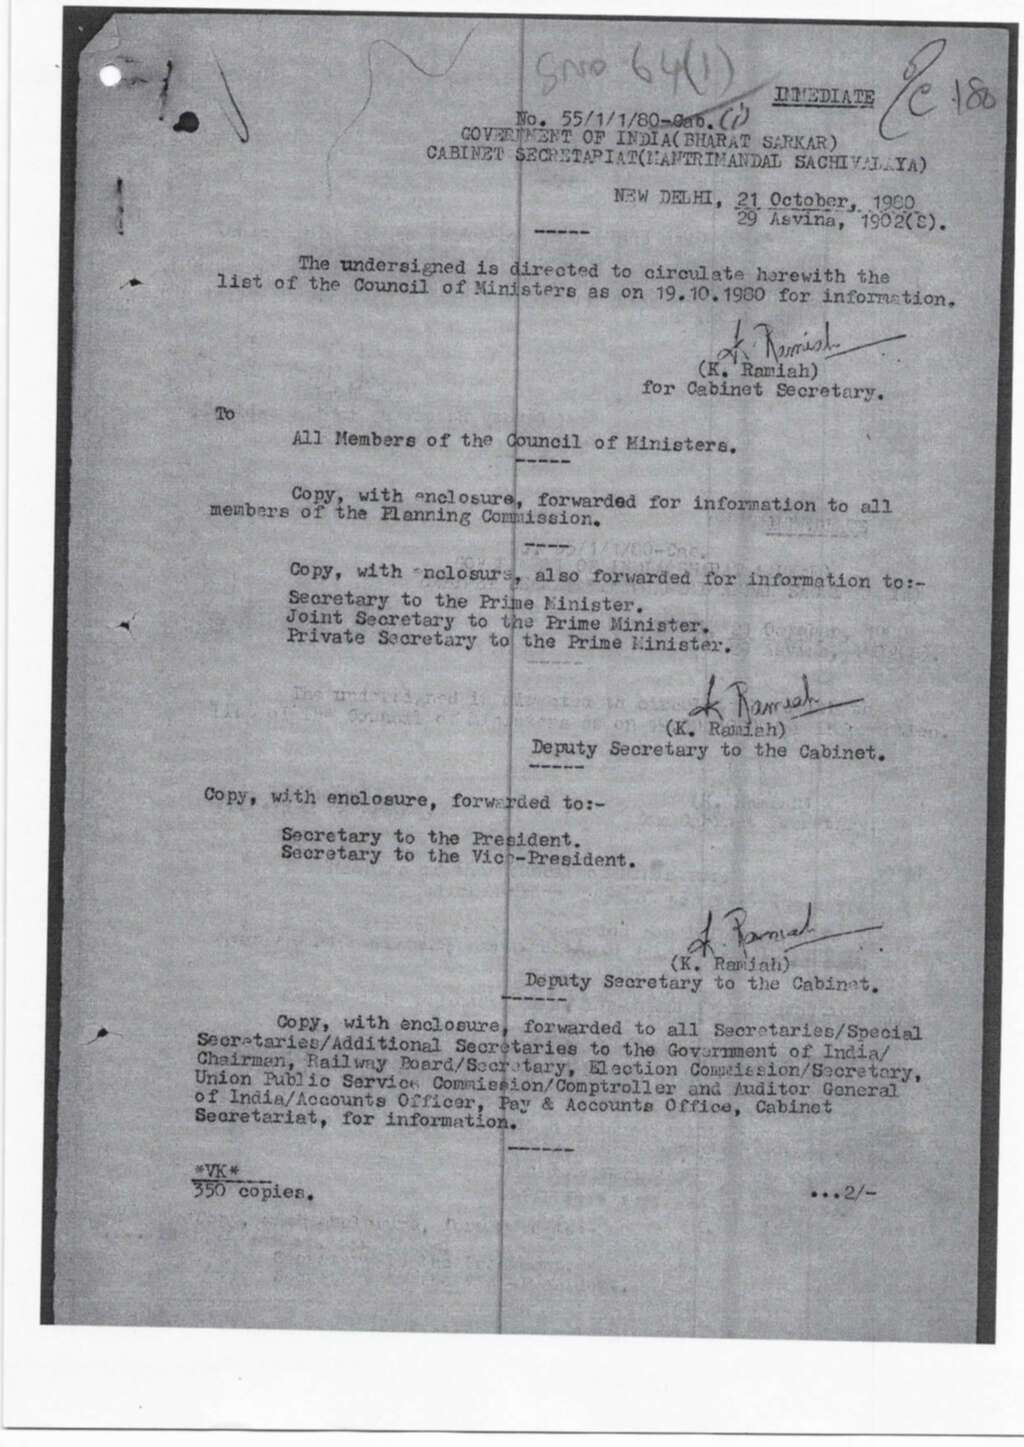 64(1)
IMMEDIATE
180
No. 55/1/1/80-Cab.(i)
GOVERNMENT OF INDIA(BHARAT SARKAR)
CABINET SECRETARIAT(MANTRIMANDAL SACHIVALAYA)
NEW DELHI, 21 October, 1980
29 Asvina, 1902(S).
The undersigned is directed to circulate herewith the
list of the Council of Ministers as on 19.10.1980 for information.
K. Ramiah
(K. Ramiah)
for Cabinet Secretary.
To
All Members of the Council of Ministers.
Copy, with enclosure, forwarded for information to all
members of the Planning Commission.
Copy, with enclosure, also forwarded for information to:-
Secretary to the Prime Minister.
Joint Secretary to the Prime Minister.
Private Secretary to the Prime Minister.
K Ramiah
(K. Ramiah)
Deputy Secretary to the Cabinet.
Copy, with enclosure, forwarded to:-
Secretary to the President.
Secretary to the Vice-President.
K. Ramiah
(K. Ramiah)
Deputy Secretary to the Cabinet.
Copy, with enclosure, forwarded to all Secretaries/Special
Secretaries/Additional Secretaries to the Government of India/
Chairman, Railway Board/Secretary, Election Commission/Secretary,
Union Public Service Commission/Comptroller and Auditor General
of India/Accounts Officer, Pay & Accounts Office, Cabinet
Secretariat, for information.
*VK*
350 copies.
...2/-